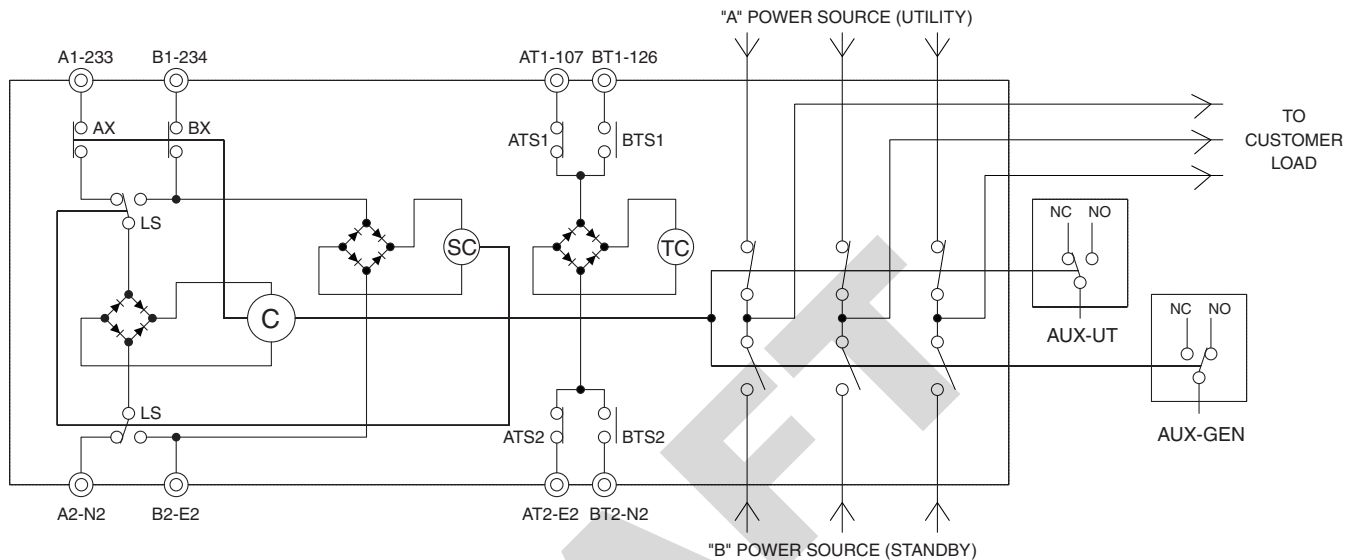 "A" POWER SOURCE (UTILITY)
A1-233
B1-234
AT1-107
BT1-126
AX
BX
ATS1
BTS1
TO
CUSTOMER
LOAD
LS
SC
TC
NC
NO
C
AUX-UT
NC
NO
LS
ATS2
BTS2
AUX-GEN
A2-N2
B2-E2
AT2-E2
BT2-N2
"B" POWER SOURCE (STANDBY)
AFT